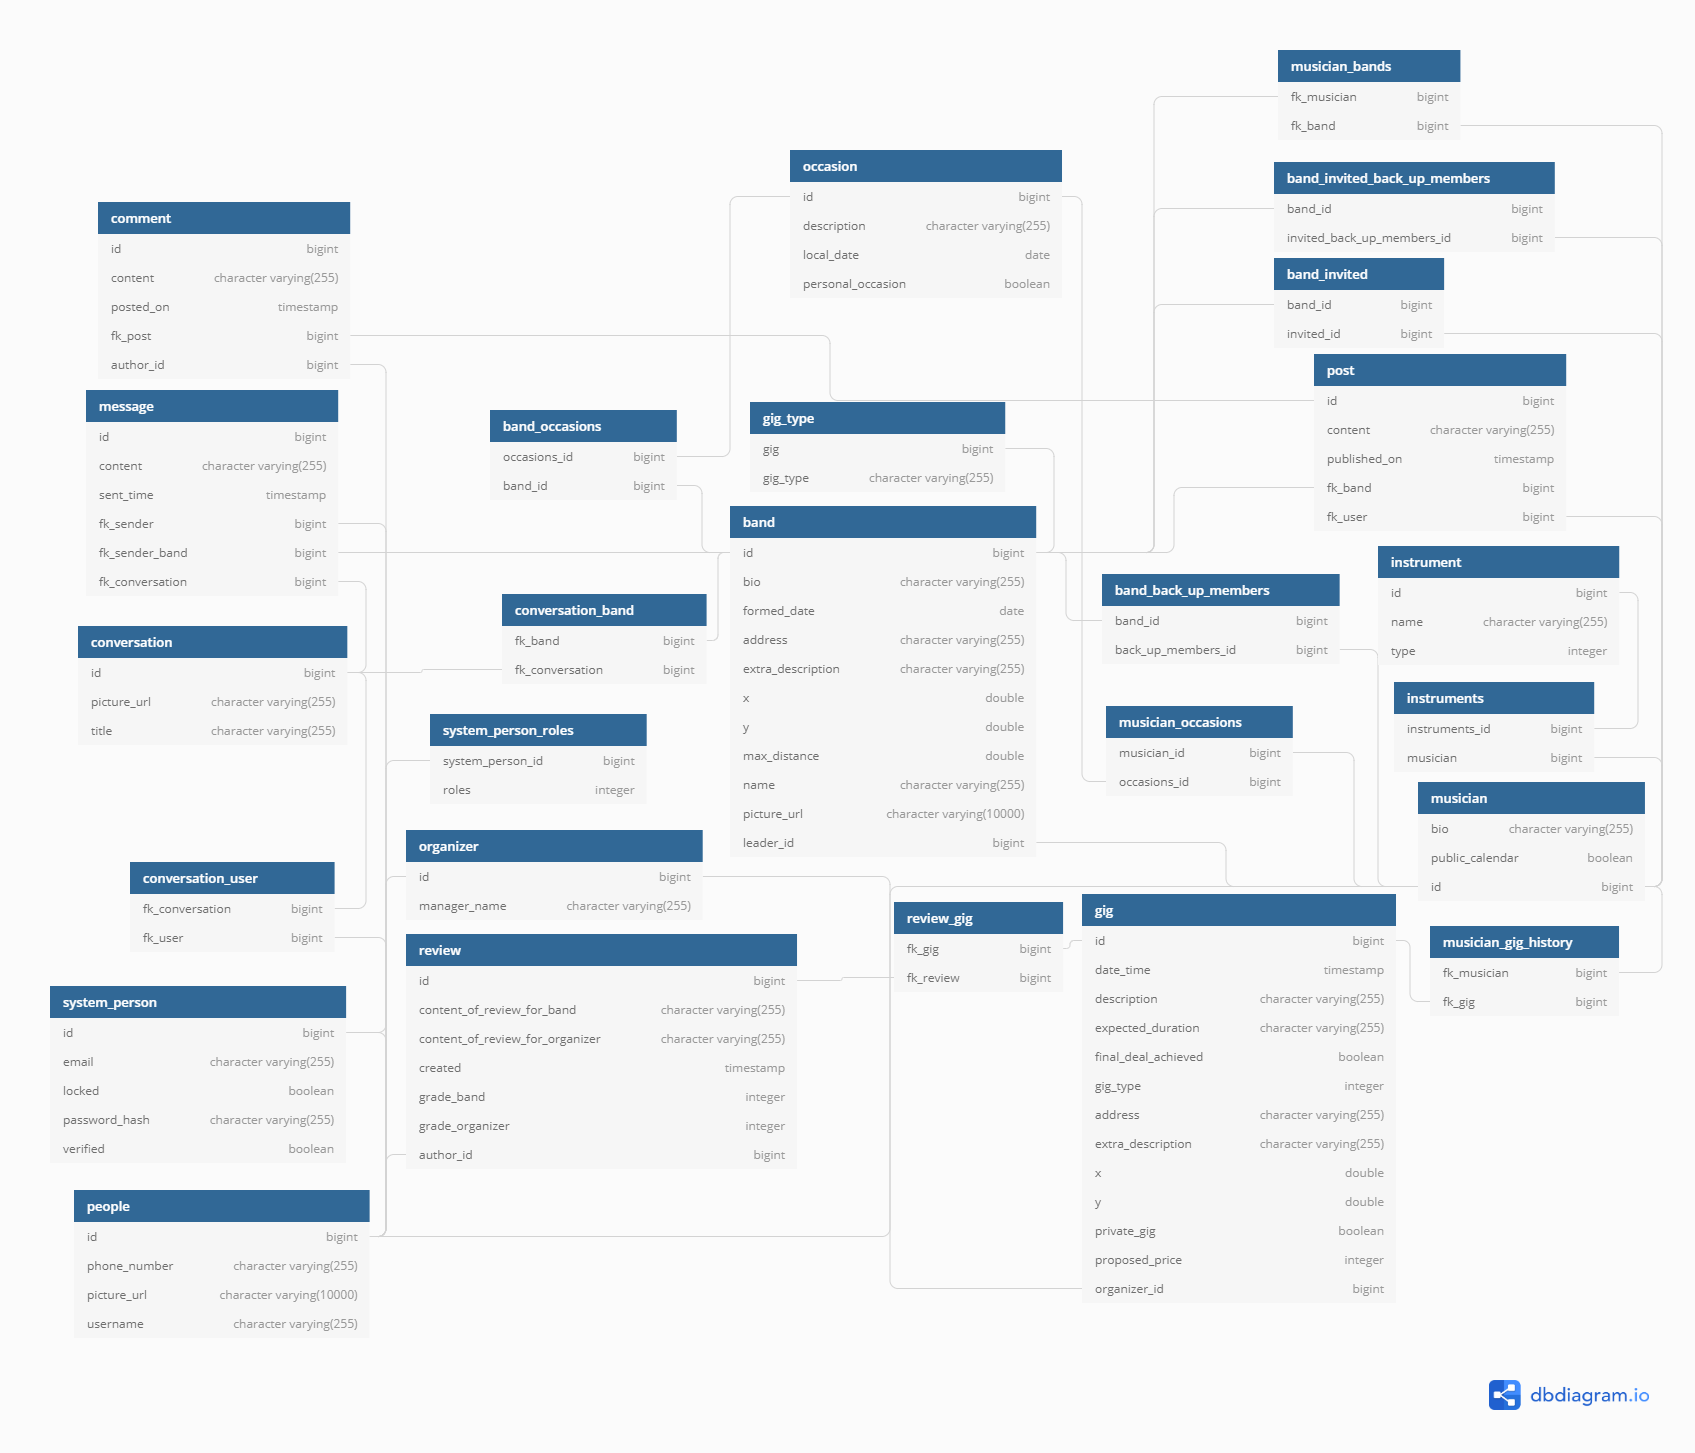 musician_bands
fk_musician bigint
fk_band bigint
occasion
id bigint
description character varying(255)
local_date date
personal_occasion boolean
band_invited_back_up_members
band_id bigint
invited_back_up_members_id bigint
comment
id bigint
content character varying(255)
posted_on timestamp
fk_post bigint
author_id bigint
band_invited
band_id bigint
invited_id bigint
post
id bigint
content character varying(255)
published_on timestamp
fk_band bigint
fk_user bigint
message
id bigint
content character varying(255)
sent_time timestamp
fk_sender bigint
fk_sender_band bigint
fk_conversation bigint
band_occasions
occasions_id bigint
band_id bigint
gig_type
gig bigint
gig_type character varying(255)
band
id bigint
bio character varying(255)
formed_date date
address character varying(255)
extra_description character varying(255)
x double
y double
max_distance double
name character varying(255)
picture_url character varying(10000)
leader_id bigint
instrument
id bigint
name character varying(255)
type integer
band_back_up_members
band_id bigint
back_up_members_id bigint
conversation_band
fk_band bigint
fk_conversation bigint
conversation
id bigint
picture_url character varying(255)
title character varying(255)
instruments
instruments_id bigint
musician bigint
musician_occasions
musician_id bigint
occasions_id bigint
system_person_roles
system_person_id bigint
roles integer
musician
bio character varying(255)
public_calendar boolean
id bigint
organizer
id bigint
manager_name character varying(255)
conversation_user
fk_conversation bigint
fk_user bigint
review_gig
fk_gig bigint
fk_review bigint
gig
id bigint
date_time timestamp
description character varying(255)
expected_duration character varying(255)
final_deal_achieved boolean
gig_type integer
address character varying(255)
extra_description character varying(255)
x double
y double
private_gig boolean
proposed_price integer
organizer_id bigint
musician_gig_history
fk_musician bigint
fk_gig bigint
review
id bigint
content_of_review_for_band character varying(255)
content_of_review_for_organizer character varying(255)
created timestamp
grade_band integer
grade_organizer integer
author_id bigint
system_person
id bigint
email character varying(255)
locked boolean
password_hash character varying(255)
verified boolean
people
id bigint
phone_number character varying(255)
picture_url character varying(10000)
username character varying(255)
dbdiagram.io